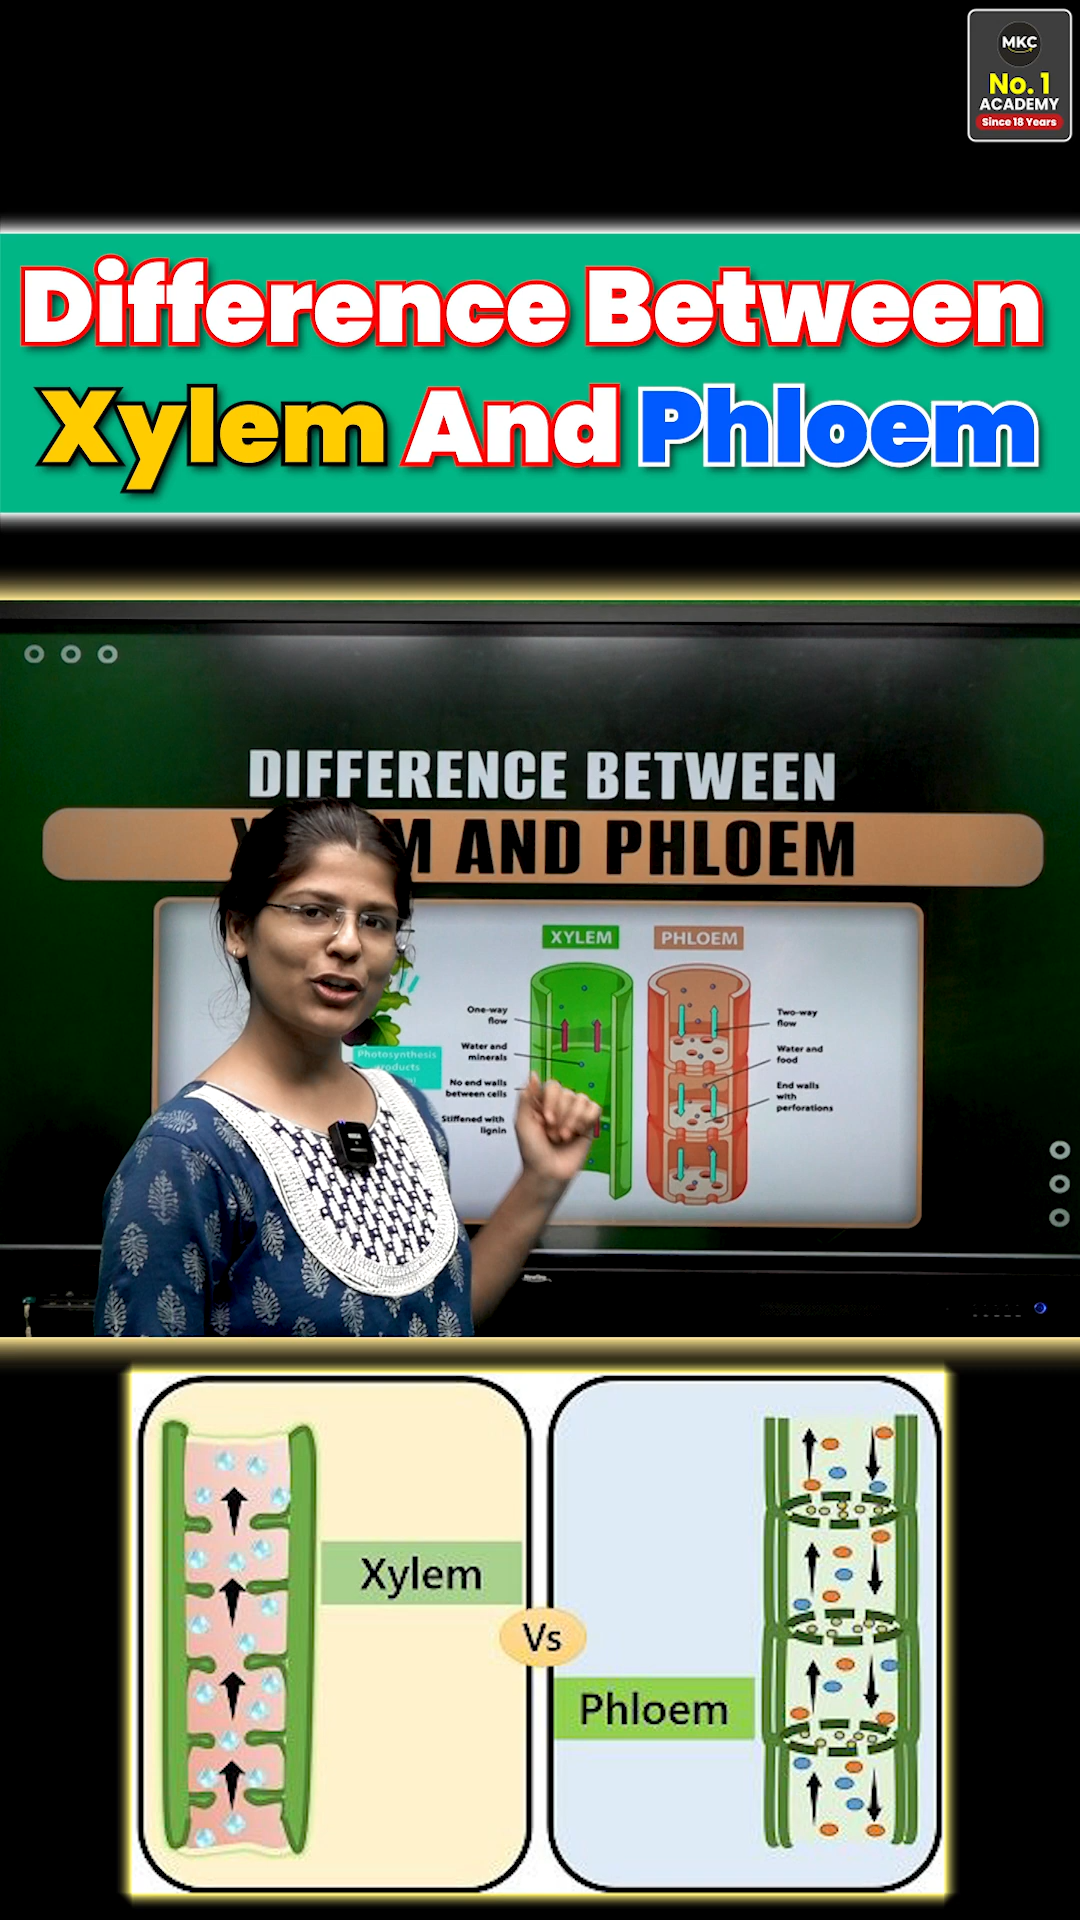 MKC
No. 1
ACADEMY
Since 18 Years
Difference Between
Xylem And Phloem
DIFFERENCE BETWEEN
AND PHLOEM
XYLEM
PHLOEM
One-way
flow
Water and
minerals
No end walls
between cells
Stiffened with
lignin
Two-way
flow
Water and
food
End walls
with
perforations
Photosynthesis
products
Xylem
Vs
Phloem